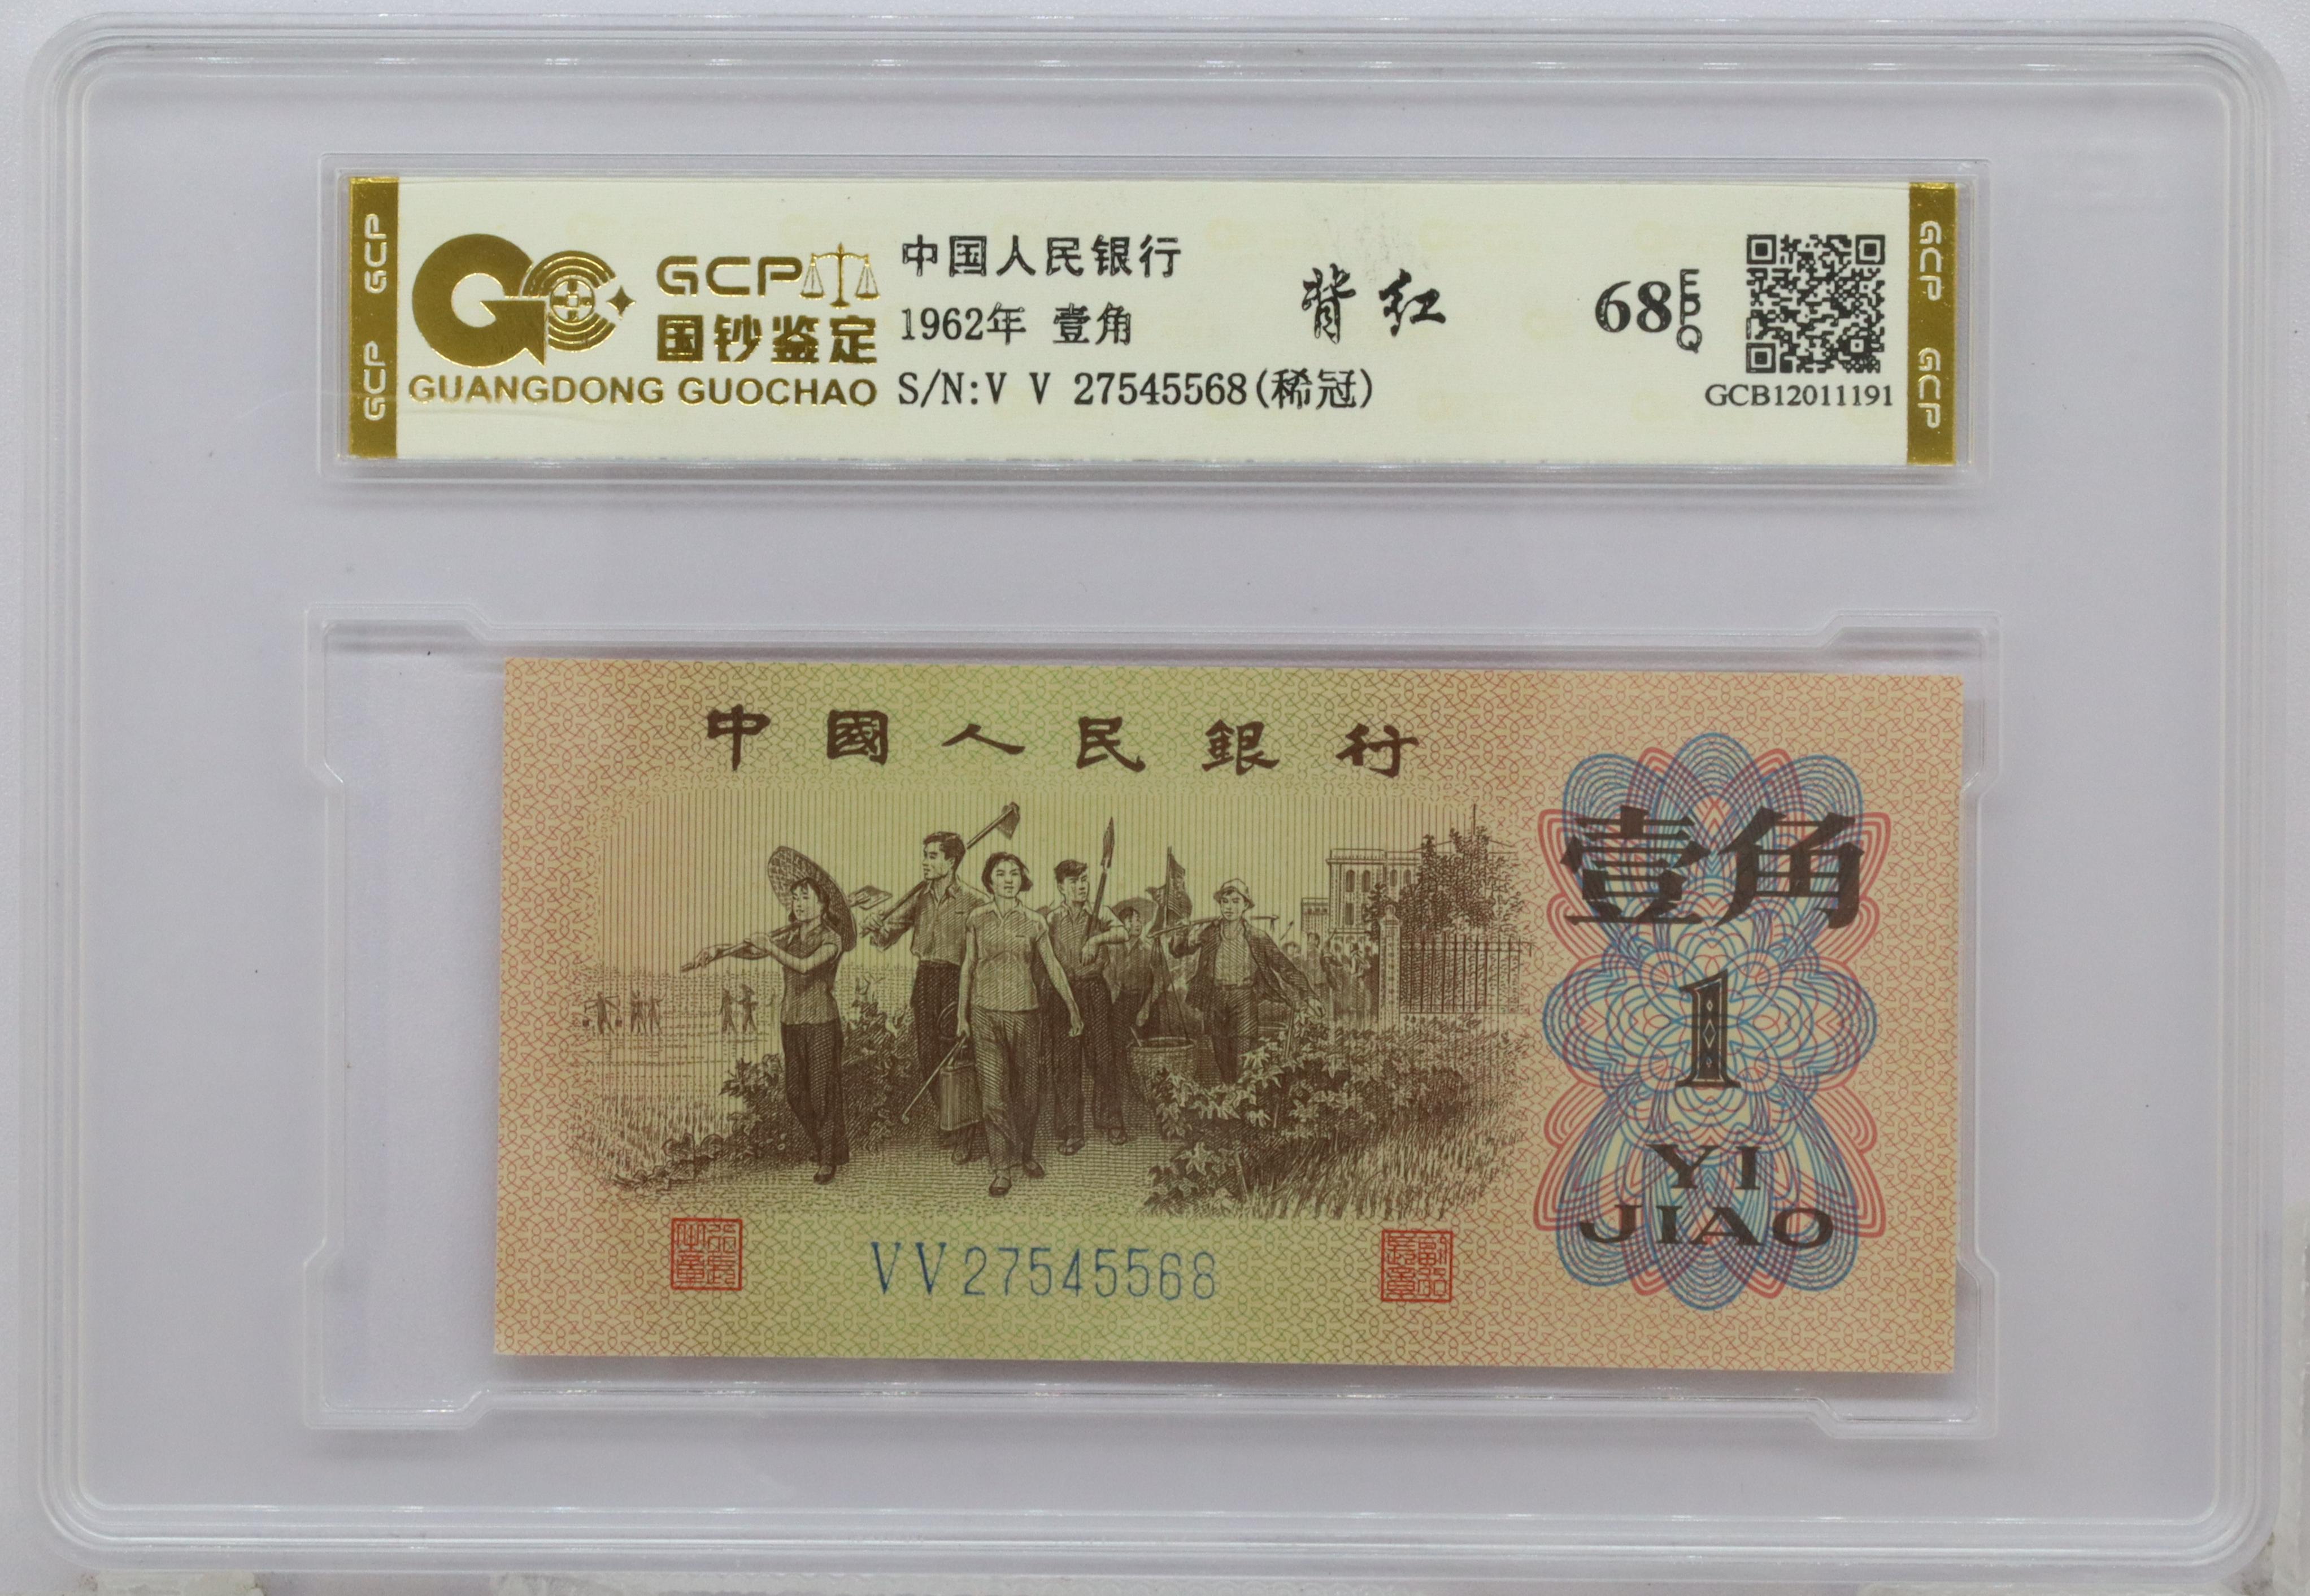 GCP
国钞鉴定
GUANGDONG GUOCHAO
中国人民银行
1962年 壹角
S/N:V V 27545568(稀冠)
背红
68 EPQ
GCB12011191
GCP GCP
GCP GCP
中國人民銀行
壹角
1
YI
JIAO
VV27545568